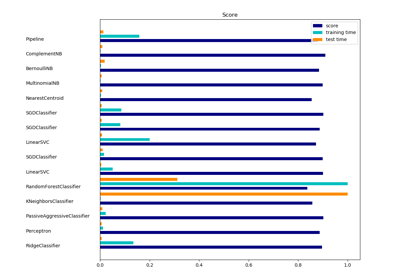 Score
score
training time
test time
Pipeline
ComplementNB
BernoulliNB
MultinomialNB
NearestCentroid
SGDClassifier
SGDClassifier
LinearSVC
SGDClassifier
LinearSVC
RandomForestClassifier
KNeighborsClassifier
PassiveAggressiveClassifier
Perceptron
RidgeClassifier
0.0 0.2 0.4 0.6 0.8 1.0